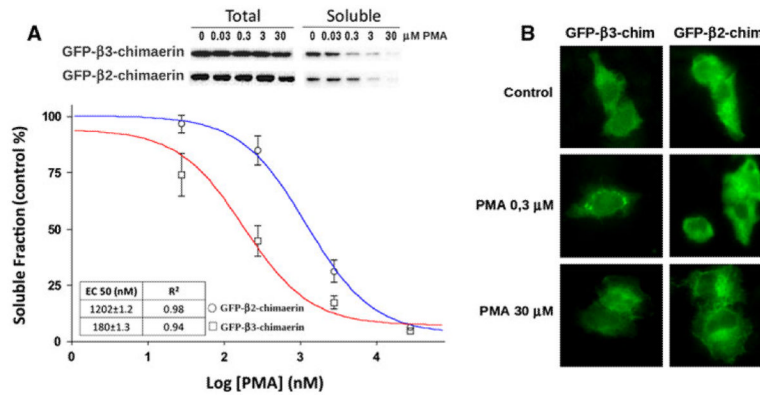 A
Total Soluble
0 0.03 0.3 3 30 0 0.03 0.3 3 30 μM PMA
GFP-β3-chimaerin
GFP-β2-chimaerin
Soluble Fraction (control %)
100
75
50
25
0
EC 50 (nM) R²
1202±1.2 0.98 GFP-β2-chimaerin
180±1.3 0.94 GFP-β3-chimaerin
0 1 2 3 4
Log [PMA] (nM)
B
GFP-β3-chim GFP-β2-chim
Control
PMA 0,3 μM
PMA 30 μM